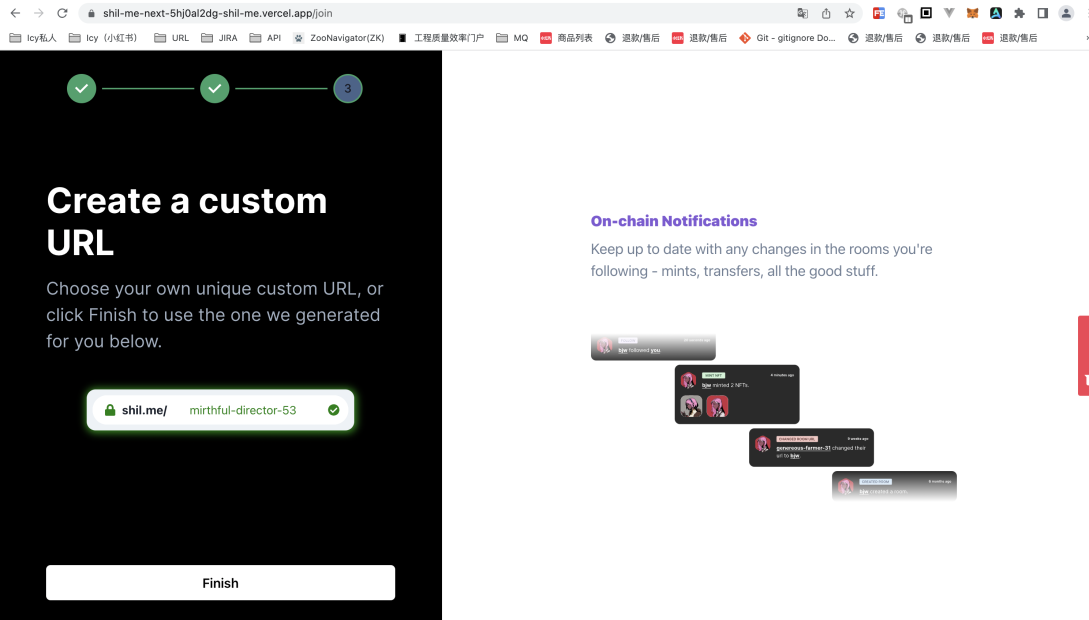 shil-me-next-5hj0al2dg-shil-me.vercel.app/join
Icy私人 Icy（小红书） URL JIRA API ZooNavigator(ZK) 工程质量效率门户 MQ 商品列表 退款/售后 退款/售后 Git - gitignore Do... 退款/售后 退款/售后 退款/售后
3
Create a custom
URL
Choose your own unique custom URL, or
click Finish to use the one we generated
for you below.
shil.me/ mirthful-director-53
Finish
On-chain Notifications
Keep up to date with any changes in the rooms you're
following - mints, transfers, all the good stuff.
bjw followed you.
MINT NFT 4 minutes ago
bjw minted 2 NFTs.
CHANGED ROOM URL 3 weeks ago
genereous-farmer-31 changed their
url to bjw.
CREATED ROOM 6 months ago
bjw created a room.